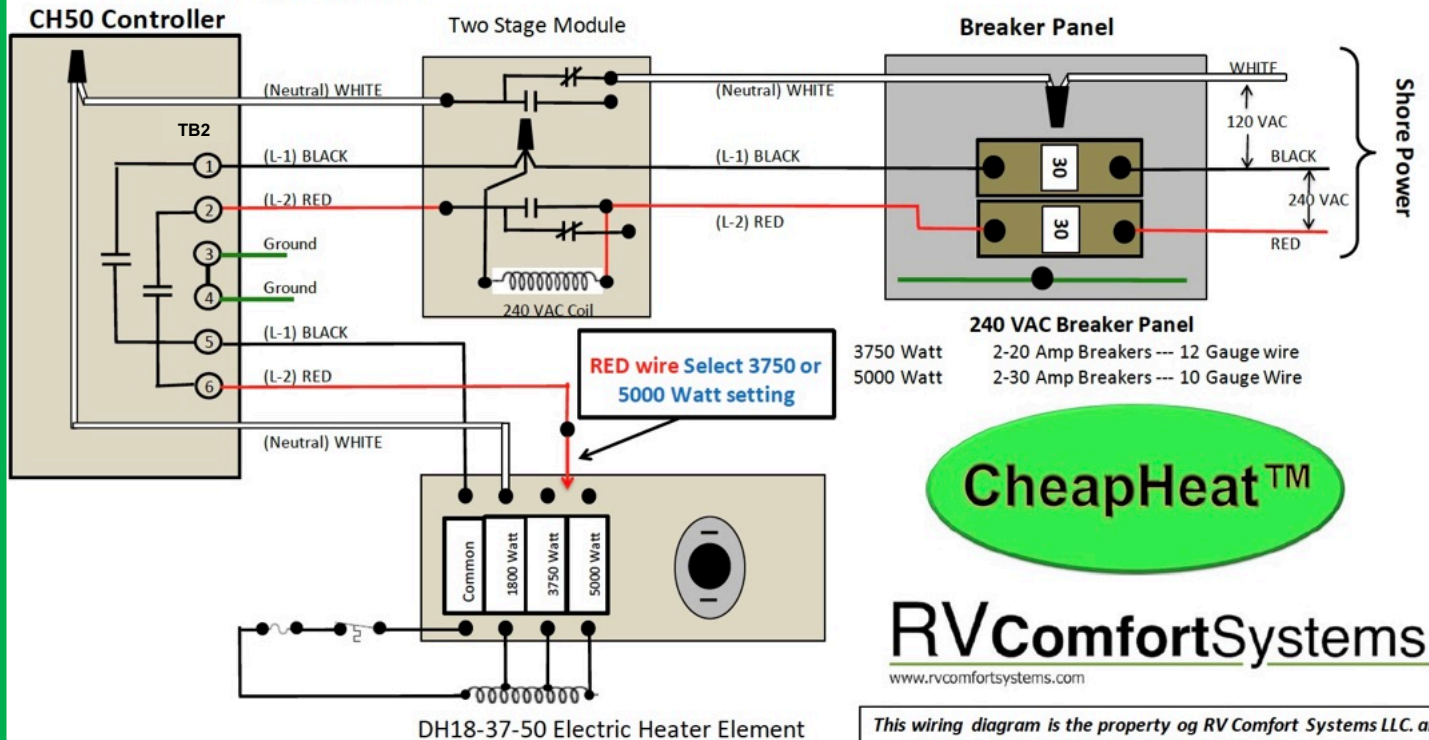 CH50 Controller
Two Stage Module
Breaker Panel
(Neutral) WHITE
(Neutral) WHITE
WHITE
120 VAC
Shore Power
TB2
1
(L-1) BLACK
(L-1) BLACK
30
BLACK
2
(L-2) RED
(L-2) RED
240 VAC
30
RED
3
Ground
4
Ground
240 VAC Coil
5
(L-1) BLACK
6
(L-2) RED
(Neutral) WHITE
RED wire Select 3750 or
5000 Watt setting
240 VAC Breaker Panel
3750 Watt 2-20 Amp Breakers --- 12 Gauge wire
5000 Watt 2-30 Amp Breakers --- 10 Gauge Wire
CheapHeat™
Common
1800 Watt
3750 Watt
5000 Watt
DH18-37-50 Electric Heater Element
RVComfortSystems
www.rvcomfortsystems.com
This wiring diagram is the property og RV Comfort Systems LLC.